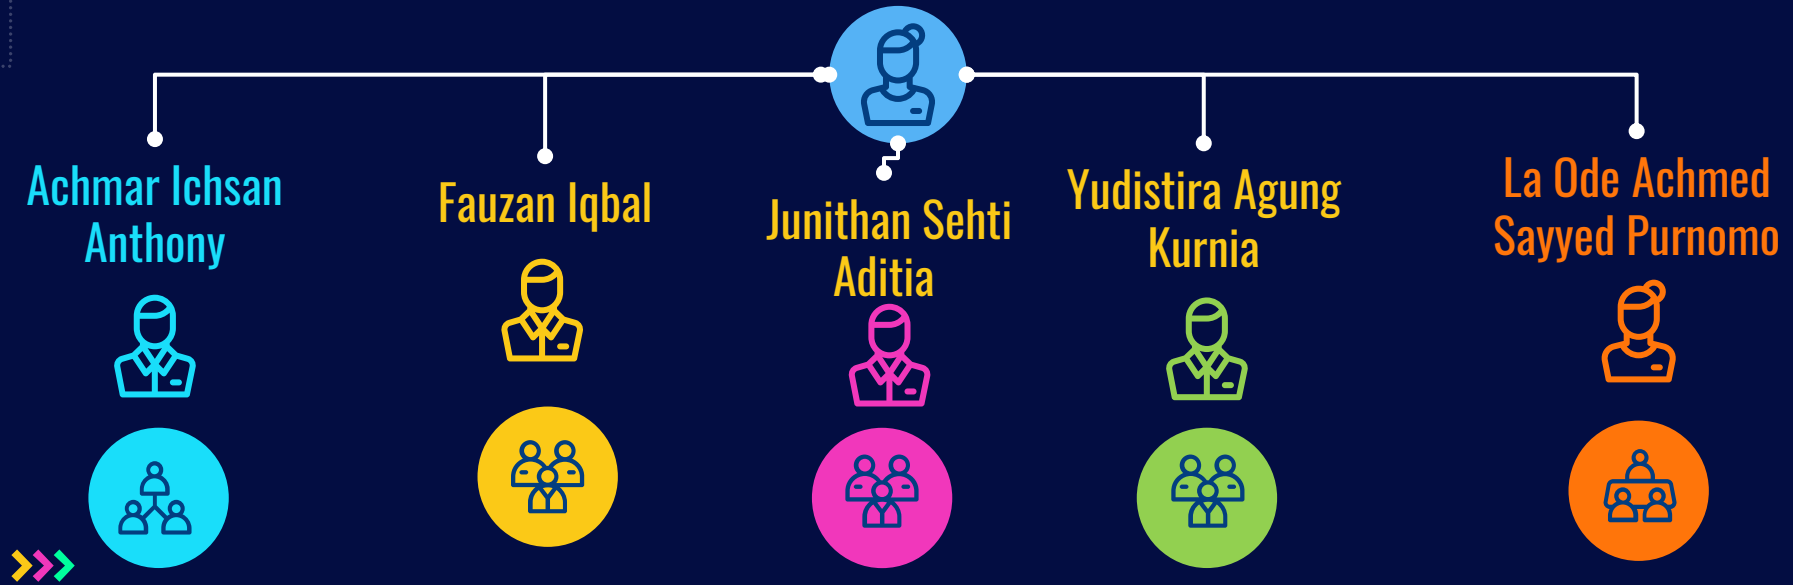 Achmar Ichsan
Anthony
Fauzan Iqbal
Junithan Sehti
Aditia
Yudistira Agung
Kurnia
La Ode Achmed
Sayyed Purnomo